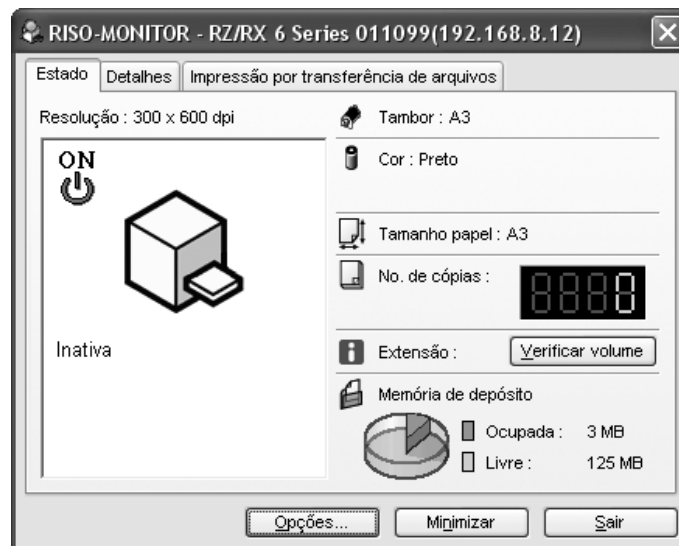 RISO-MONITOR - RZ/RX 6 Series 011099(192.168.8.12)
Estado
Detalhes
Impressão por transferência de arquivos
Resolução : 300 x 600 dpi
ON
Inativa
Tambor : A3
Cor : Preto
Tamanho papel : A3
No. de cópias :
0
Extensão :
Verificar volume
Memória de depósito
Ocupada : 3 MB
Livre : 125 MB
Opções...
Minimizar
Sair